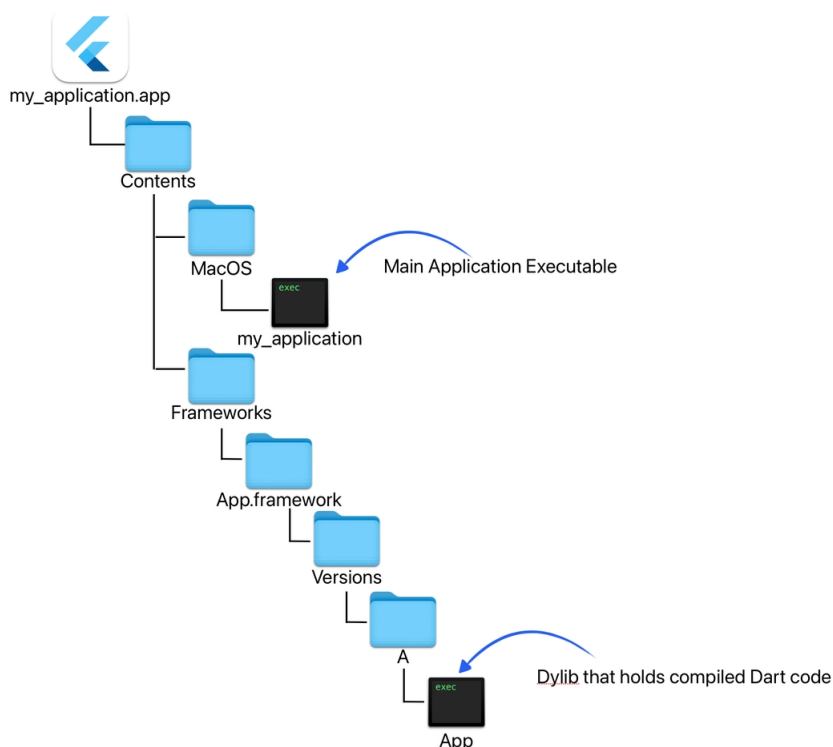 my_application.app
Contents
MacOS
Main Application Executable
exec
my_application
Frameworks
App.framework
Versions
A
Dylib that holds compiled Dart code
exec
App